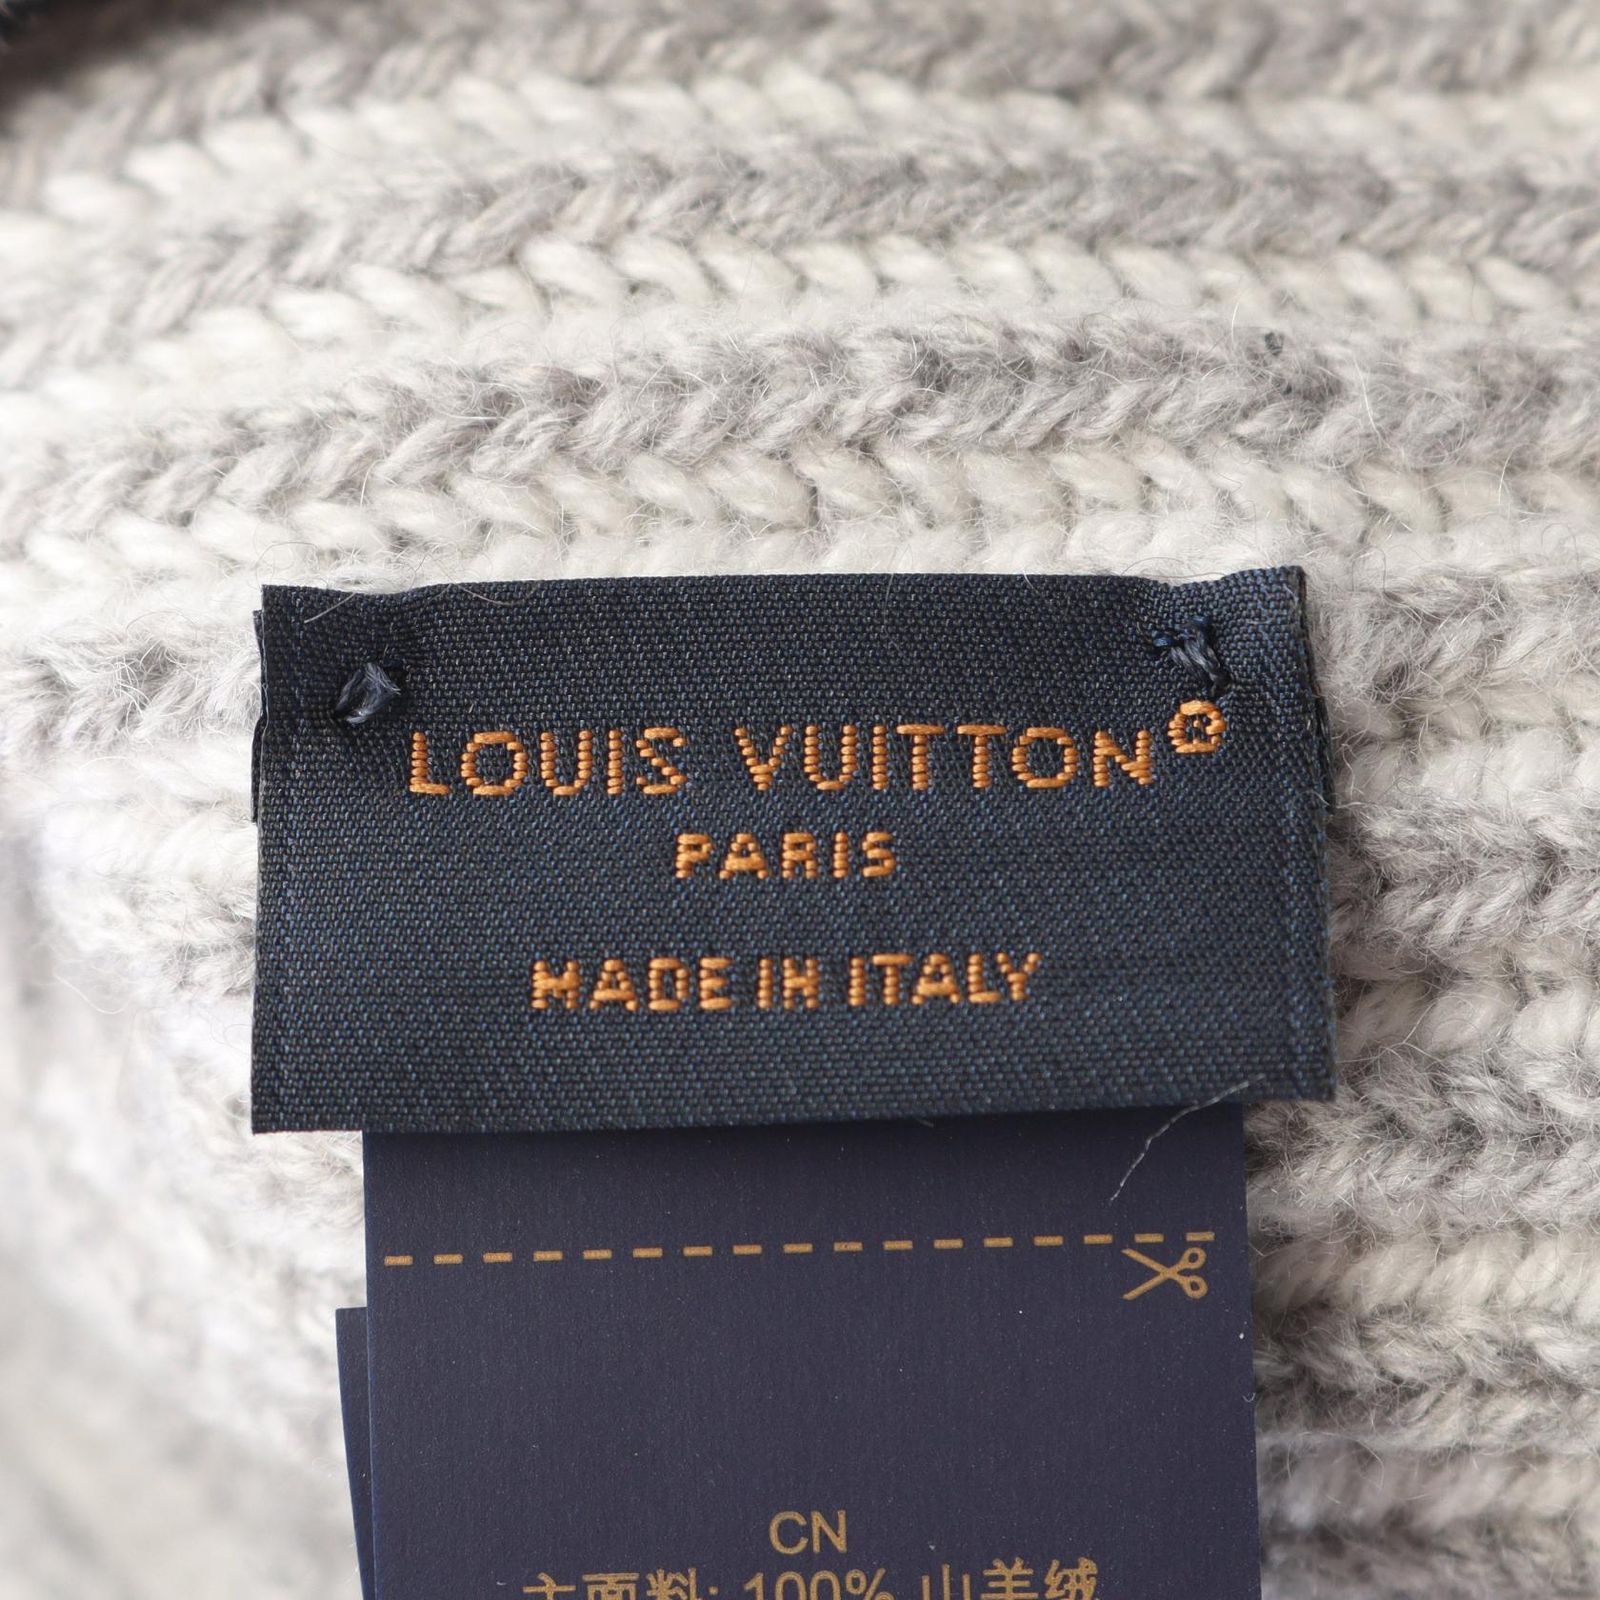 LOUIS VUITTON®
PARIS
MADE IN ITALY
CN
主面料: 100% 山羊绒